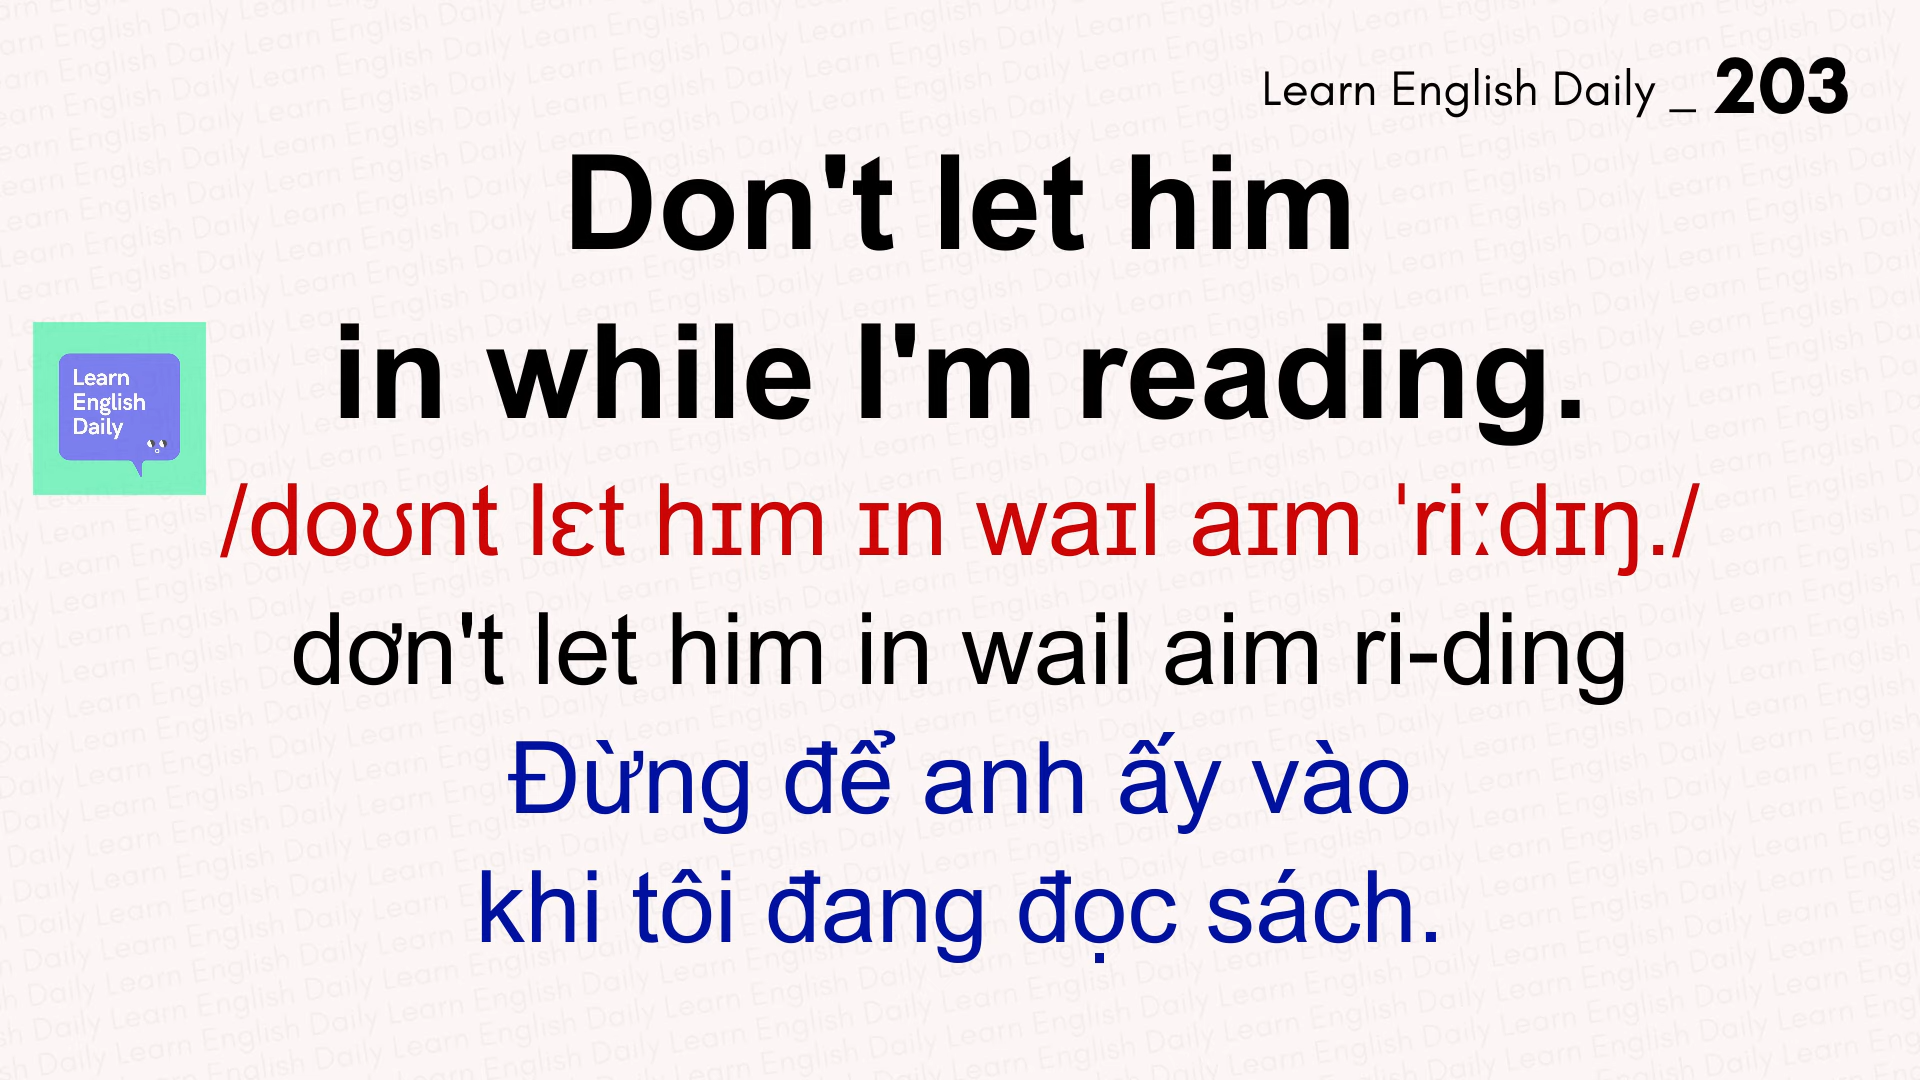 Learn English Daily _ 203
Don't let him
in while I'm reading.
Learn
English
Daily
/doʊnt lɛt hɪm ɪn waɪl aɪm ˈriːdɪŋ./
dơn't let him in wail aim ri-ding
Đừng để anh ấy vào
khi tôi đang đọc sách.